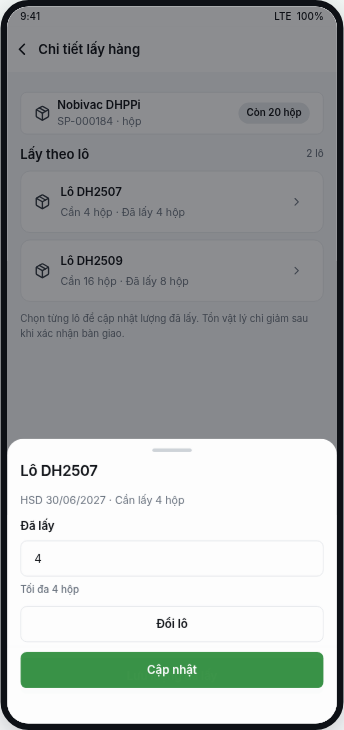 9:41
LTE 100%
Chi tiết lấy hàng
Nobivac DHPPi
SP-000184 · hộp
Còn 20 hộp
Lấy theo lô
2 lô
Lô DH2507
Cần 4 hộp · Đã lấy 4 hộp
Lô DH2509
Cần 16 hộp · Đã lấy 8 hộp
Chọn từng lô để cập nhật lượng đã lấy. Tồn vật lý chỉ giảm sau
khi xác nhận bàn giao.
Lô DH2507
HSD 30/06/2027 · Cần lấy 4 hộp
Đã lấy
4
Tối đa 4 hộp
Đổi lô
Cập nhật